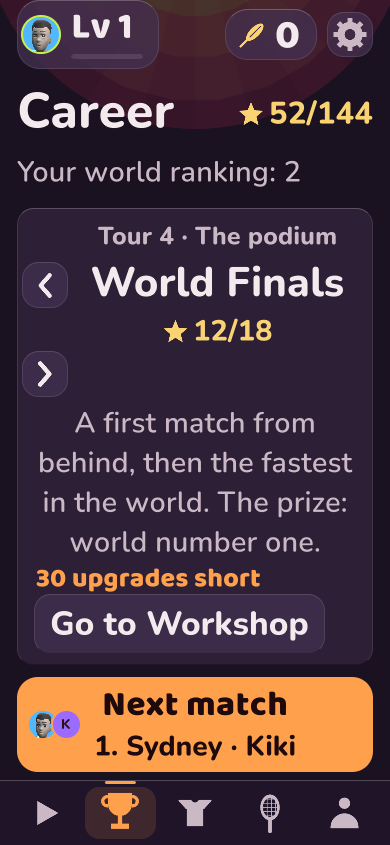 Lv 1
0
Career
52/144
Your world ranking: 2
Tour 4 · The podium
World Finals
12/18
A first match from
behind, then the fastest
in the world. The prize:
world number one.
30 upgrades short
Go to Workshop
K
Next match
1. Sydney · Kiki